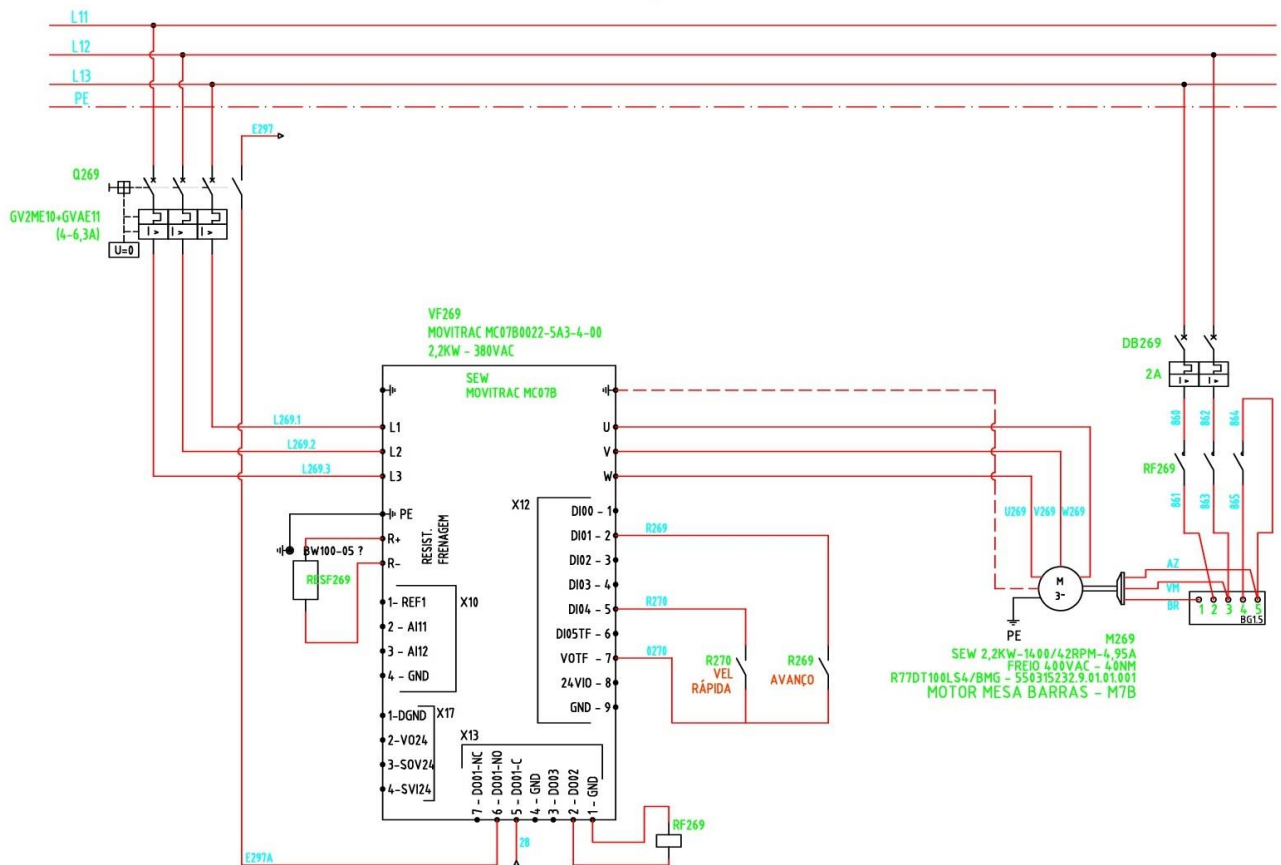 L11
L12
L13
PE
E297
Q269
GV2ME10+GVAE11
(4-6,3A)
I > I > I >
U=0
VF269
MOVITRAC MC07B0022-5A3-4-00
2,2KW - 380VAC
SEW
MOVITRAC MC07B
DB269
2A
I > I >
860
862
864
RF269
861
863
865
L269.1
L269.2
L269.3
L1
L2
L3
PE
R+
R-
RESIST.
FRENAGEM
BW100-05 ?
RESF269
U
V
W
U269
V269
W269
X12
DI00 - 1
DI01 - 2
DI02 - 3
DI03 - 4
DI04 - 5
DI05TF - 6
VOTF - 7
24VIO - 8
GND - 9
R269
R270
0270
R270
VEL
RÁPIDA
R269
AVANÇO
X10
1- REF1
2 - AI11
3 - AI12
4 - GND
X17
1-DGND
2-VO24
3-SOV24
4-SVI24
X13
7 - DO01-NC
6 - DO01-NO
5 - DO01-C
4 - GND
3 - DO03
2 - DO02
1 - GND
RF269
28
E297A
M
3~
PE
AZ
VM
BR
1 2 3 4 5
BG1.5
M269
SEW 2,2KW-1400/42RPM-4,95A
FREIO 400VAC - 40NM
R77DT100LS4/BMG - 550315232.9.01.01.001
MOTOR MESA BARRAS - M7B